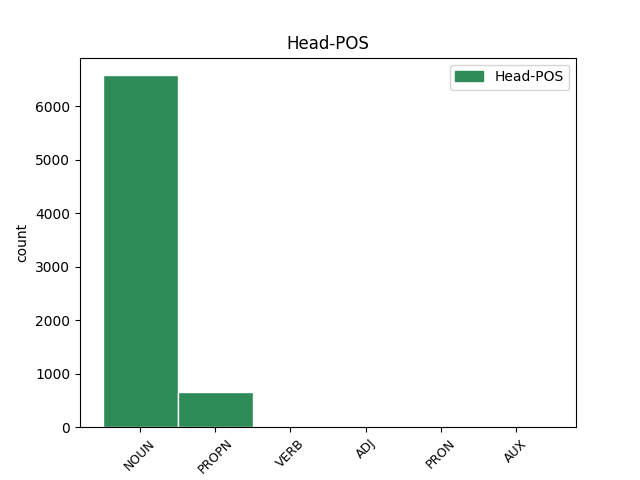 Head-POS
Head-POS
count
6000
5000
4000
3000
2000
1000
0
NOUN
PROPN
VERB
ADJ
PRON
AUX